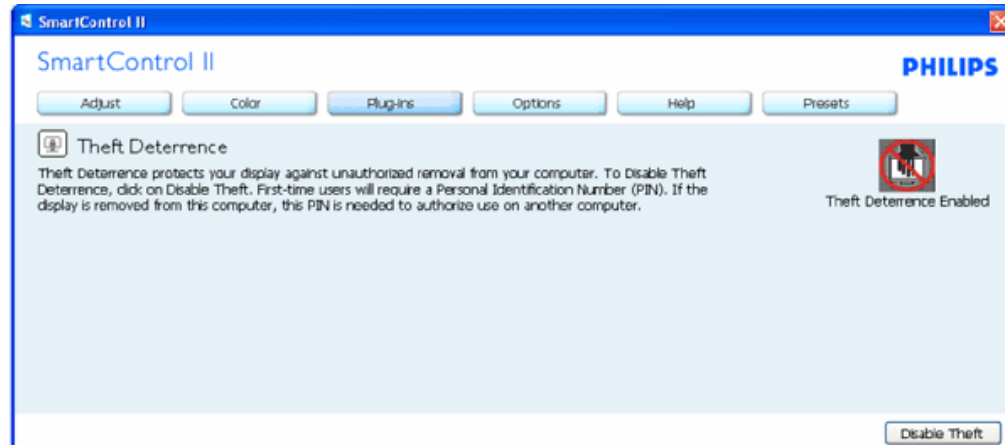 SmartControl II
SmartControl II
PHILIPS
Adjust Color Plug-Ins Options Help Presets
Theft Deterrence
Theft Deterrence protects your display against unauthorized removal from your computer. To Disable Theft
Deterrence, click on Disable Theft. First-time users will require a Personal Identification Number (PIN). If the
display is removed from this computer, this PIN is needed to authorize use on another computer.
Theft Deterrence Enabled
Disable Theft